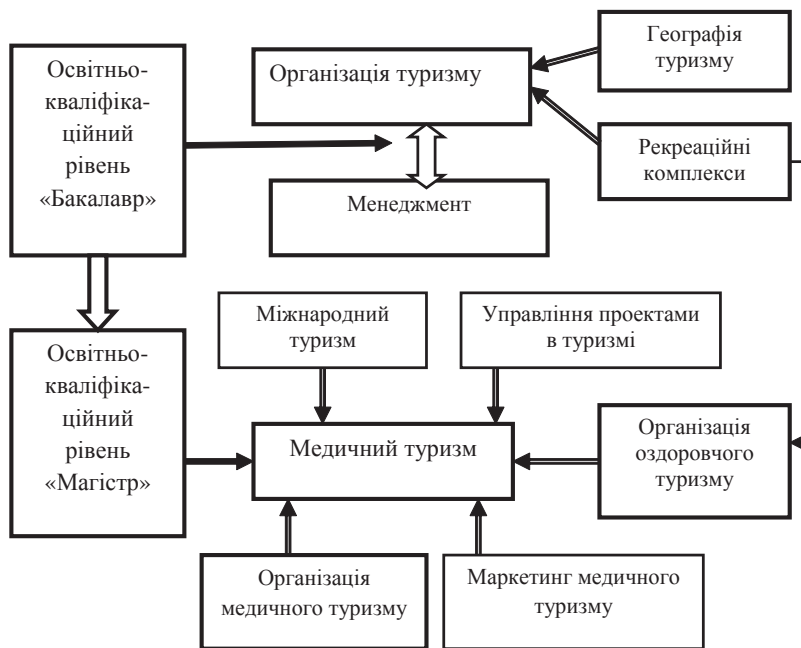 Освітньо-
кваліфіка-
ційний
рівень
«Бакалавр»
Організація туризму
Географія
туризму
Рекреаційні
комплекси
Менеджмент
Освітньо-
кваліфіка-
ційний
рівень
«Магістр»
Міжнародний
туризм
Управління проектами
в туризмі
Медичний туризм
Організація
оздоровчого
туризму
Організація
медичного туризму
Маркетинг медичного
туризму